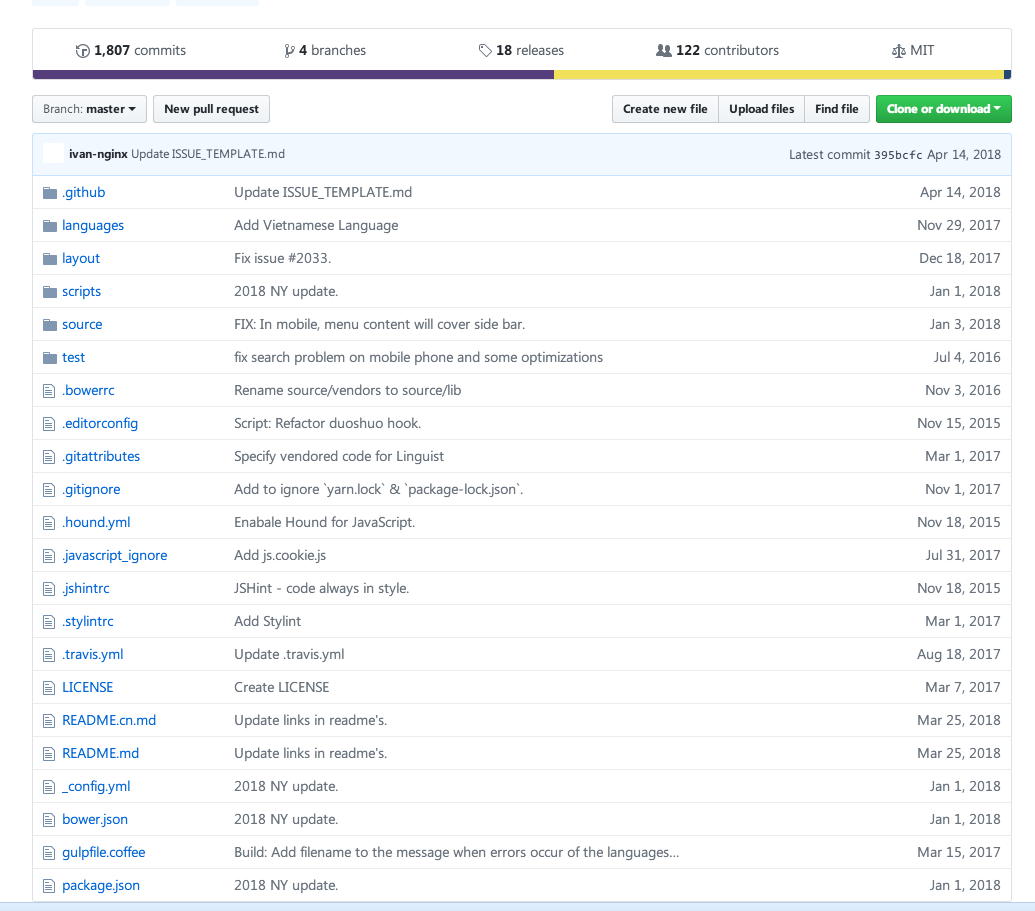 1,807 commits 4 branches 18 releases 122 contributors MIT
Branch: master New pull request Create new file Upload files Find file Clone or download
ivan-nginx Update ISSUE_TEMPLATE.md Latest commit 395bcfc Apr 14, 2018
.github Update ISSUE_TEMPLATE.md Apr 14, 2018
languages Add Vietnamese Language Nov 29, 2017
layout Fix issue #2033. Dec 18, 2017
scripts 2018 NY update. Jan 1, 2018
source FIX: In mobile, menu content will cover side bar. Jan 3, 2018
test fix search problem on mobile phone and some optimizations Jul 4, 2016
.bowerrc Rename source/vendors to source/lib Nov 3, 2016
.editorconfig Script: Refactor duoshuo hook. Nov 15, 2015
.gitattributes Specify vendored code for Linguist Mar 1, 2017
.gitignore Add to ignore `yarn.lock` & `package-lock.json`. Nov 1, 2017
.hound.yml Enabale Hound for JavaScript. Nov 18, 2015
.javascript_ignore Add js.cookie.js Jul 31, 2017
.jshintrc JSHint - code always in style. Nov 18, 2015
.stylintrc Add Stylint Mar 1, 2017
.travis.yml Update .travis.yml Aug 18, 2017
LICENSE Create LICENSE Mar 7, 2017
README.cn.md Update links in readme's. Mar 25, 2018
README.md Update links in readme's. Mar 25, 2018
_config.yml 2018 NY update. Jan 1, 2018
bower.json 2018 NY update. Jan 1, 2018
gulpfile.coffee Build: Add filename to the message when errors occur of the languages… Mar 15, 2017
package.json 2018 NY update. Jan 1, 2018